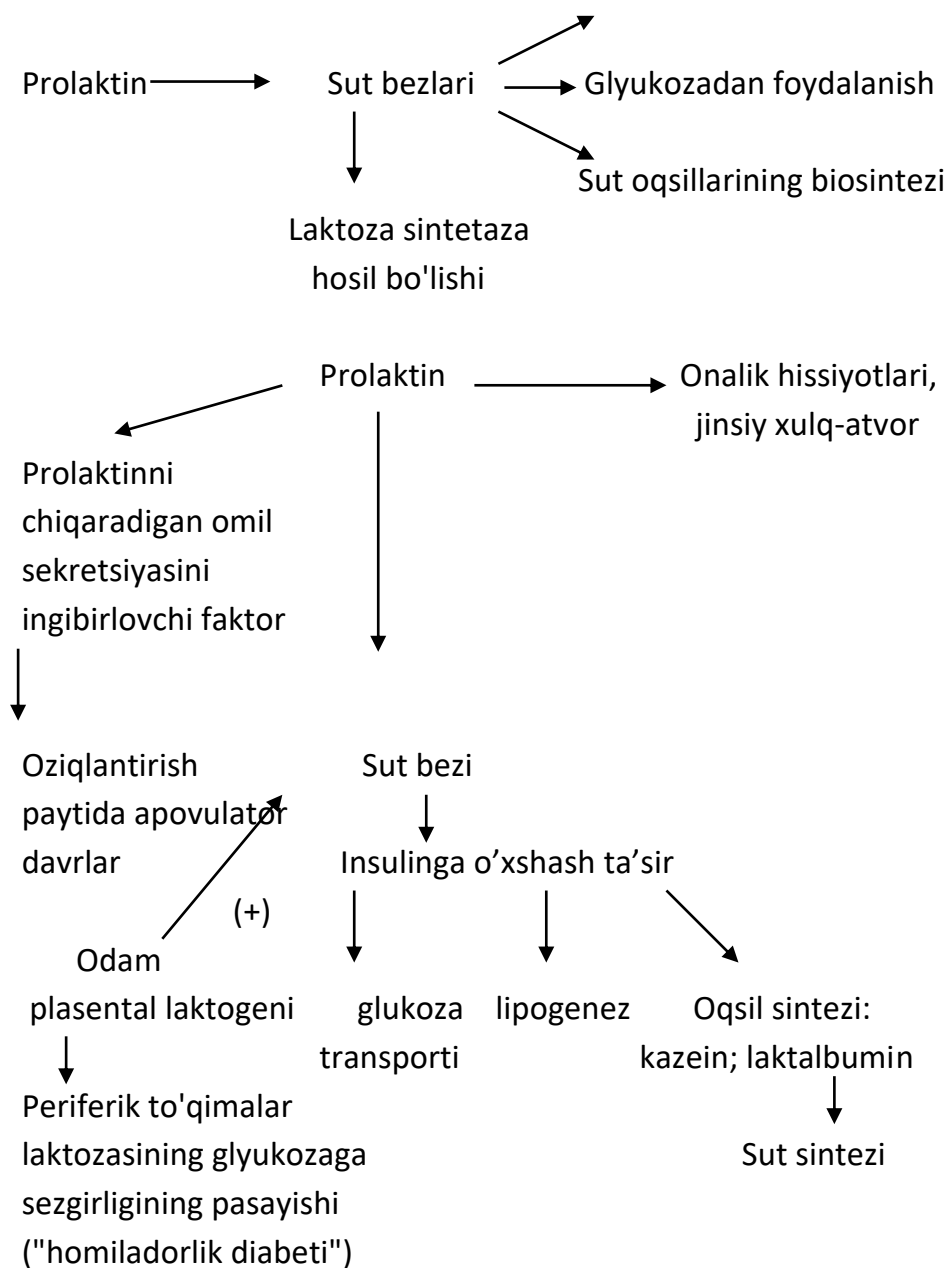 Prolaktin
Sut bezlari
Glyukozadan foydalanish
Sut oqsillarining biosintezi
Laktoza sintetaza
hosil bo'lishi
Prolaktin
Onalik hissiyotlari,
jinsiy xulq-atvor
Prolaktinni
chiqaradigan omil
sekretsiyasini
ingibirlovchi faktor
Oziqlantirish
paytida apovulator
davrlar
Sut bezi
Insulinga o’xshash ta’sir
(+)
Odam
plasental laktogeni
glukoza
transporti
lipogenez
Oqsil sintezi:
kazein; laktalbumin
Periferik to'qimalar
laktozasining glyukozaga
sezgirligining pasayishi
("homiladorlik diabeti")
Sut sintezi